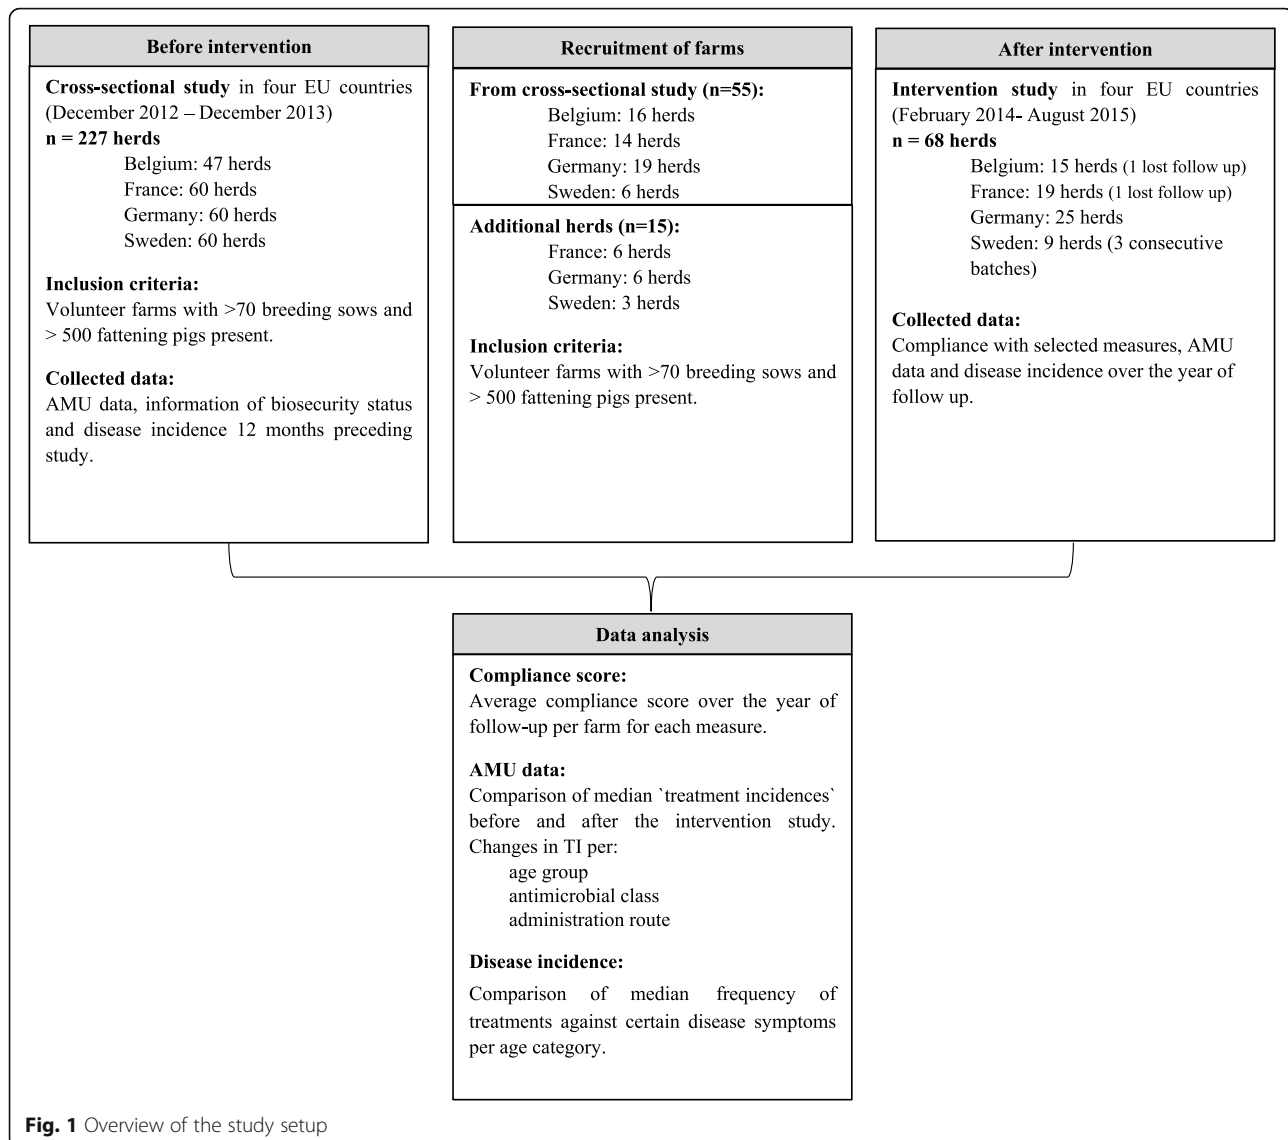 Before intervention
Cross-sectional study in four EU countries
(December 2012 – December 2013)
n = 227 herds
Belgium: 47 herds
France: 60 herds
Germany: 60 herds
Sweden: 60 herds
Inclusion criteria:
Volunteer farms with >70 breeding sows and
> 500 fattening pigs present.
Collected data:
AMU data, information of biosecurity status
and disease incidence 12 months preceding
study.
Recruitment of farms
From cross-sectional study (n=55):
Belgium: 16 herds
France: 14 herds
Germany: 19 herds
Sweden: 6 herds
Additional herds (n=15):
France: 6 herds
Germany: 6 herds
Sweden: 3 herds
Inclusion criteria:
Volunteer farms with >70 breeding sows and
> 500 fattening pigs present.
After intervention
Intervention study in four EU countries
(February 2014- August 2015)
n = 68 herds
Belgium: 15 herds (1 lost follow up)
France: 19 herds (1 lost follow up)
Germany: 25 herds
Sweden: 9 herds (3 consecutive
batches)
Collected data:
Compliance with selected measures, AMU
data and disease incidence over the year of
follow up.
Data analysis
Compliance score:
Average compliance score over the year of
follow-up per farm for each measure.
AMU data:
Comparison of median `treatment incidences`
before and after the intervention study.
Changes in TI per:
age group
antimicrobial class
administration route
Disease incidence:
Comparison of median frequency of
treatments against certain disease symptoms
per age category.
Fig. 1 Overview of the study setup